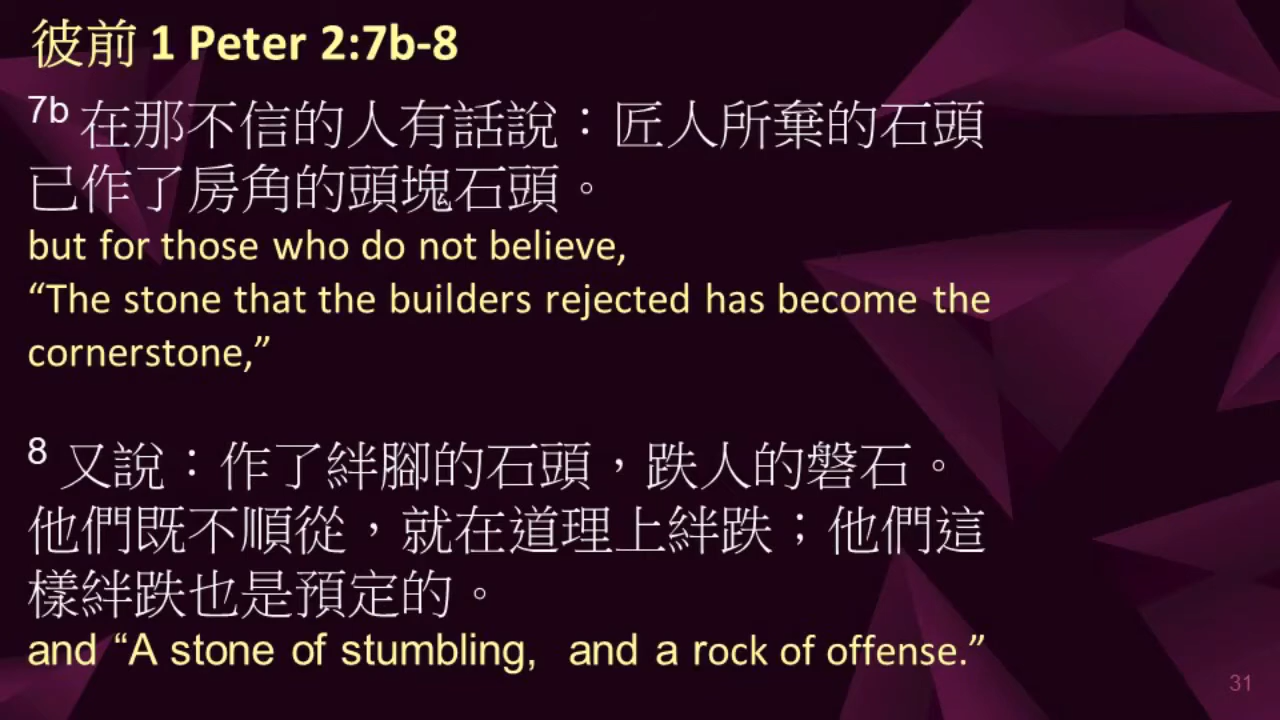 彼前 1 Peter 2:7b-8
7b 在那不信的人有話說：匠人所棄的石頭
已作了房角的頭塊石頭。
but for those who do not believe,
“The stone that the builders rejected has become the
cornerstone,”
8 又說：作了絆腳的石頭，跌人的磐石。
他們既不順從，就在道理上絆跌；他們這
樣絆跌也是預定的。
and “A stone of stumbling, and a rock of offense.”
31